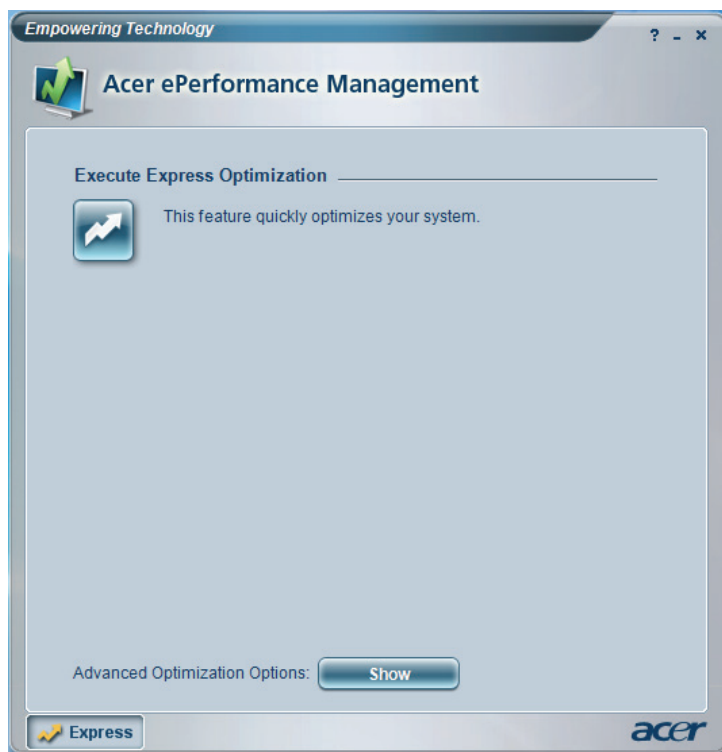 Empowering Technology
? - x
Acer ePerformance Management
Execute Express Optimization
This feature quickly optimizes your system.
Advanced Optimization Options: Show
Express
acer